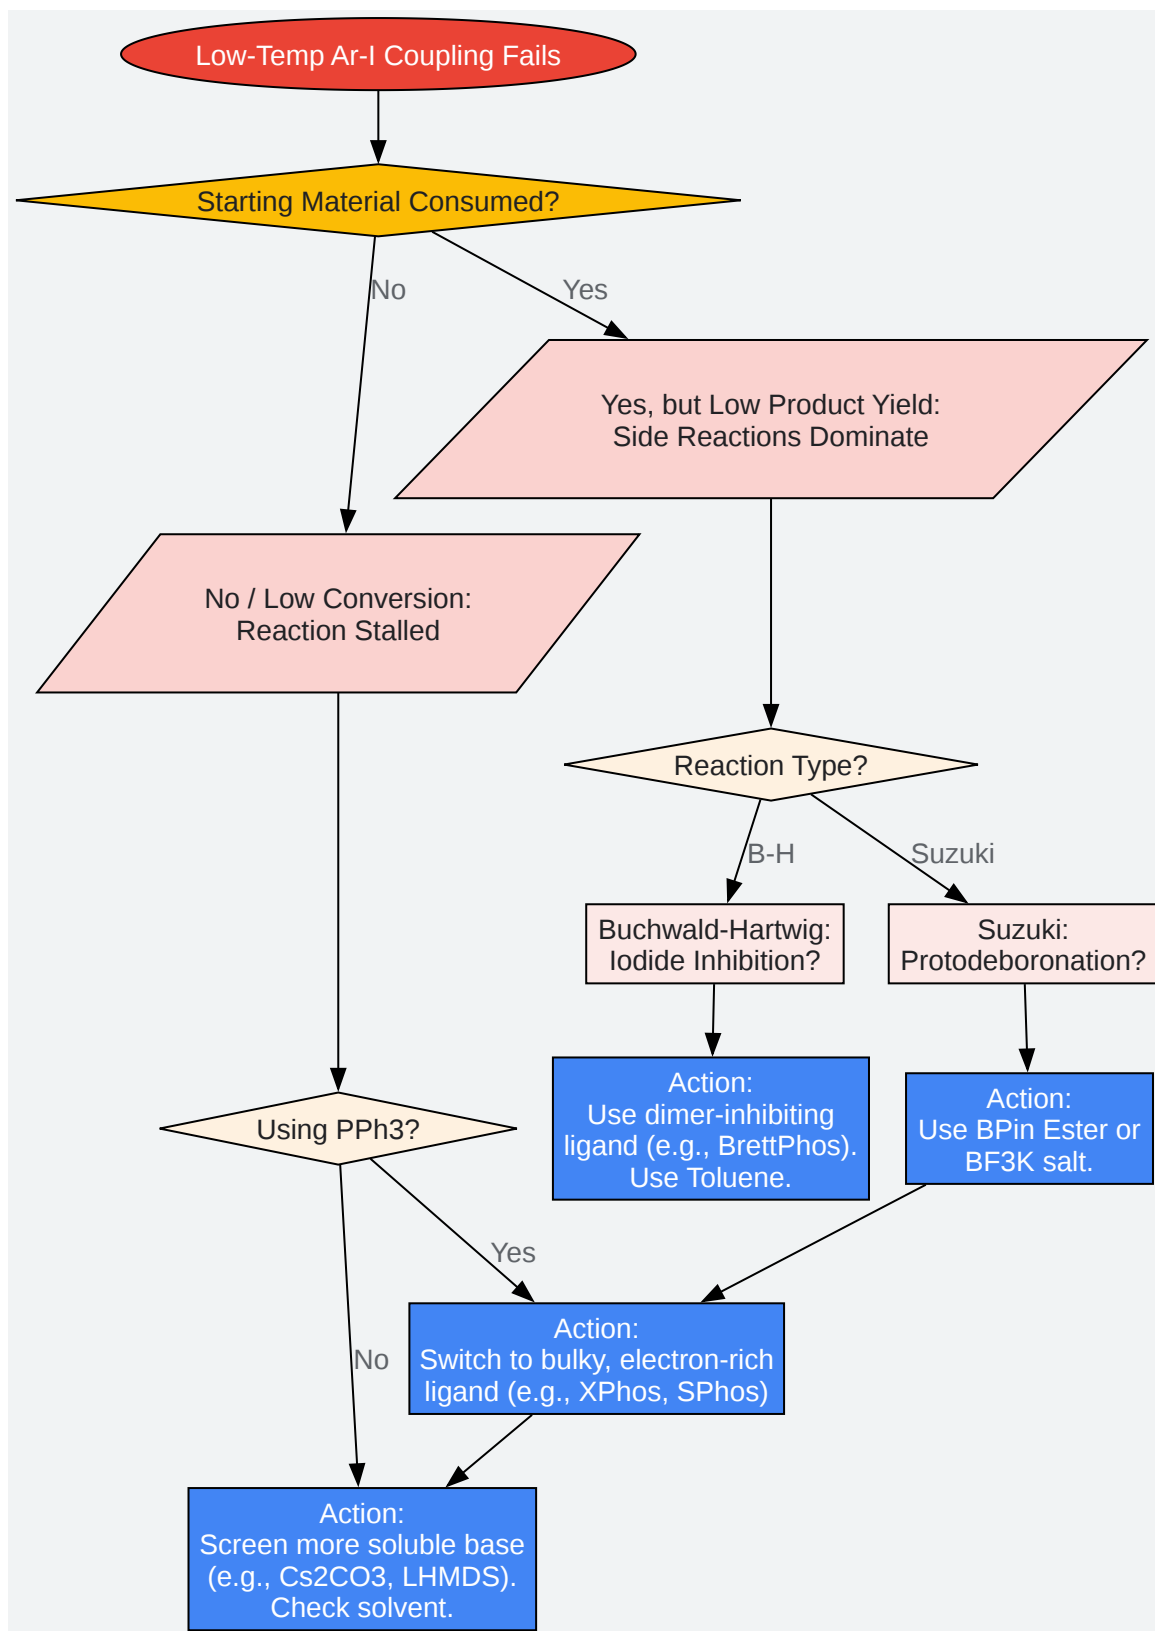 Low-Temp Ar-I Coupling Fails
Starting Material Consumed?
No
Yes
Yes, but Low Product Yield:
Side Reactions Dominate
No / Low Conversion:
Reaction Stalled
Reaction Type?
B-H
Suzuki
Buchwald-Hartwig:
Iodide Inhibition?
Suzuki:
Protodeboronation?
Action:
Use dimer-inhibiting
ligand (e.g., BrettPhos).
Use Toluene.
Action:
Use BPin Ester or
BF3K salt.
Using PPh3?
Yes
No
Action:
Switch to bulky, electron-rich
ligand (e.g., XPhos, SPhos)
Action:
Screen more soluble base
(e.g., Cs2CO3, LHMDS).
Check solvent.